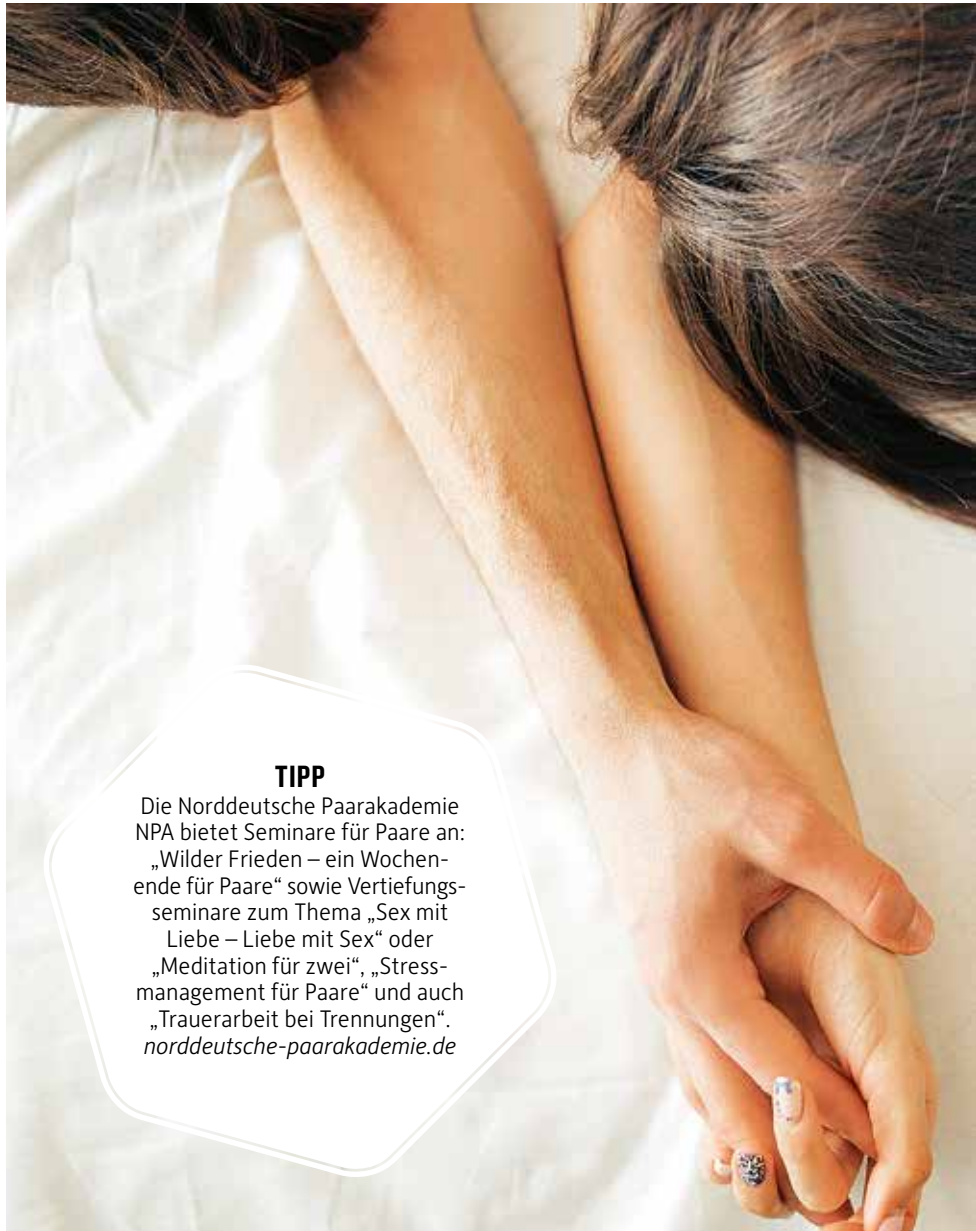 TIPP
Die Norddeutsche Paarakademie
NPA bietet Seminare für Paare an:
„Wilder Frieden – ein Wochen-
ende für Paare“ sowie Vertiefungs-
seminare zum Thema „Sex mit
Liebe – Liebe mit Sex“ oder
„Meditation für zwei“, „Stress-
management für Paare“ und auch
„Trauerarbeit bei Trennungen“.
norddeutsche-paarakademie.de